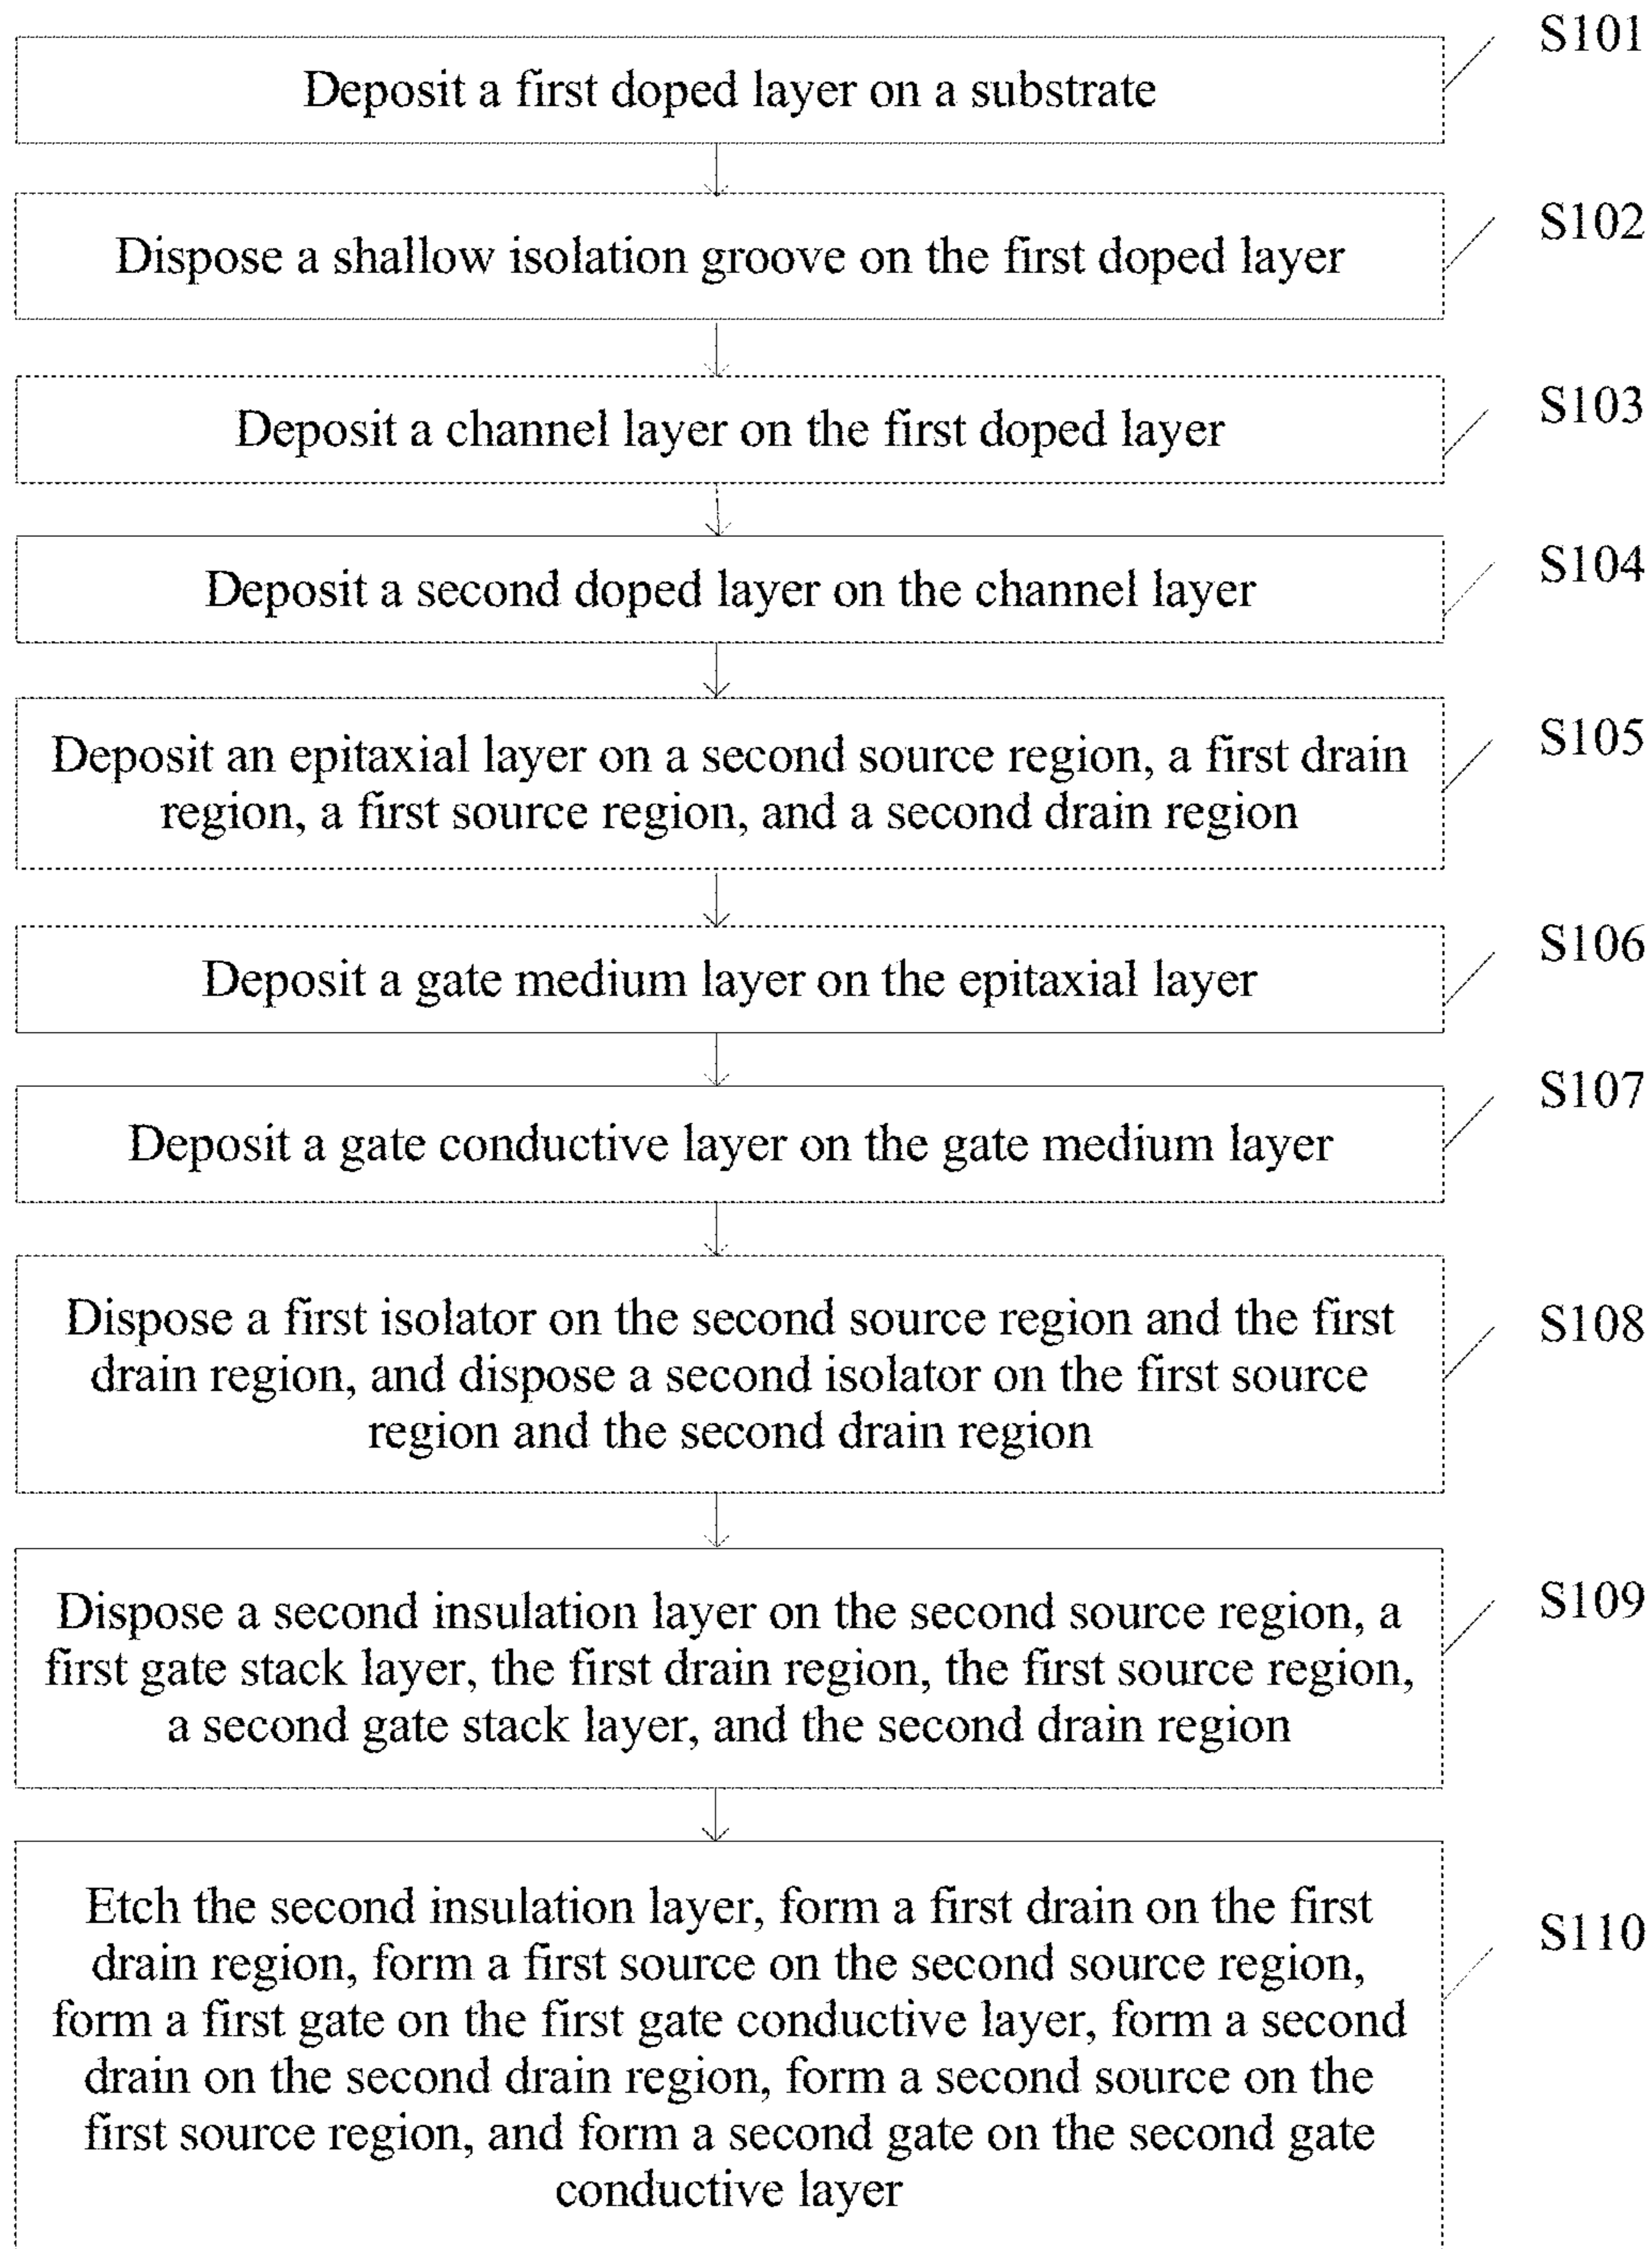 S101
Deposit a first doped layer on a substrate
S102
Dispose a shallow isolation groove on the first doped layer
S103
Deposit a channel layer on the first doped layer
S104
Deposit a second doped layer on the channel layer
S105
Deposit an epitaxial layer on a second source region, a first drain
region, a first source region, and a second drain region
S106
Deposit a gate medium layer on the epitaxial layer
S107
Deposit a gate conductive layer on the gate medium layer
S108
Dispose a first isolator on the second source region and the first
drain region, and dispose a second isolator on the first source
region and the second drain region
S109
Dispose a second insulation layer on the second source region, a
first gate stack layer, the first drain region, the first source region,
a second gate stack layer, and the second drain region
S110
Etch the second insulation layer, form a first drain on the first
drain region, form a first source on the second source region,
form a first gate on the first gate conductive layer, form a second
drain on the second drain region, form a second source on the
first source region, and form a second gate on the second gate
conductive layer